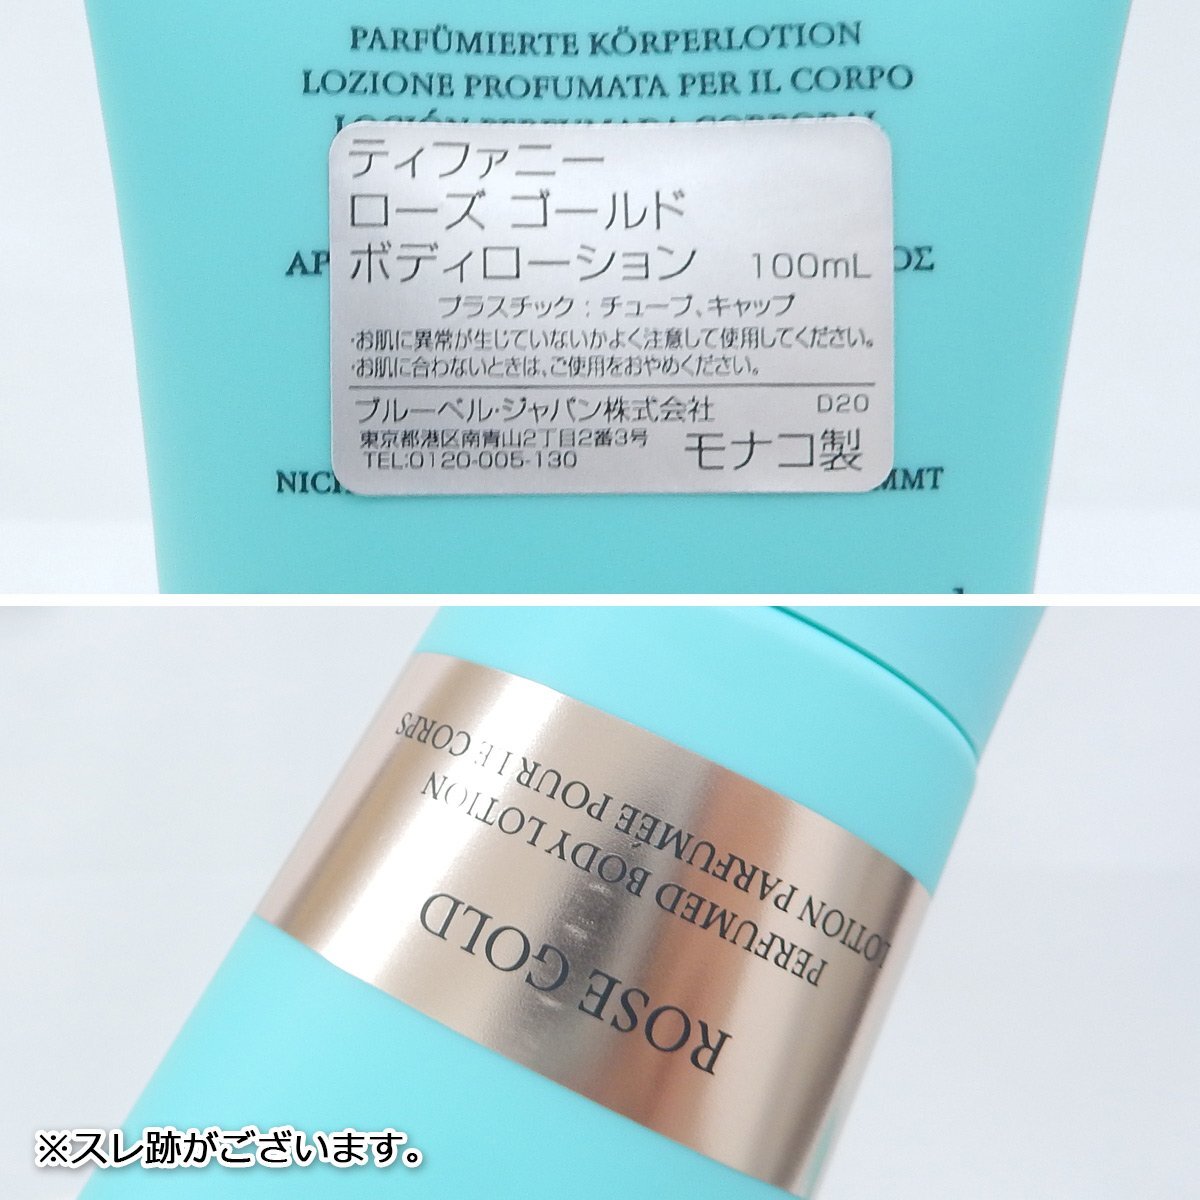 PARFÜMIERTE KÖRPERLOTION
LOZIONE PROFUMATA PER IL CORPO
LOCIÓN PERFUMADA CORPORAL
ティファニー
ローズ ゴールド
ボディローション 100mL
プラスチック : チューブ、キャップ
・お肌に異常が生じていないかよく注意して使用してください。
・お肌に合わないときは、ご使用をおやめください。
ブルーベル・ジャパン株式会社 D20
東京都港区南青山2丁目2番3号
TEL:0120-005-130
モナコ製
ROSE GOLD
PERFUMED BODY LOTION
LOTION PARFUMÉE POUR LE CORPS
※スレ跡がございます。